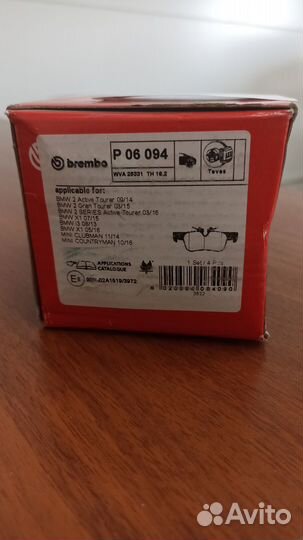 brembo
P 06 094
WVA 25331 TH 16,2
Teves
applicable for:
BMW 2 Active Tourer 09/14
BMW 2 Gran Tourer 03/15
BMW 2 SERIES Active Tourer 03/16
BMW X1 07/15
BMW i3 08/13
BMW X1 05/16
MINI CLUBMAN 11/14
MINI COUNTRYMAN 10/16
APPLICATIONS
CATALOGUE
1 Set / 4 Pcs
Avito